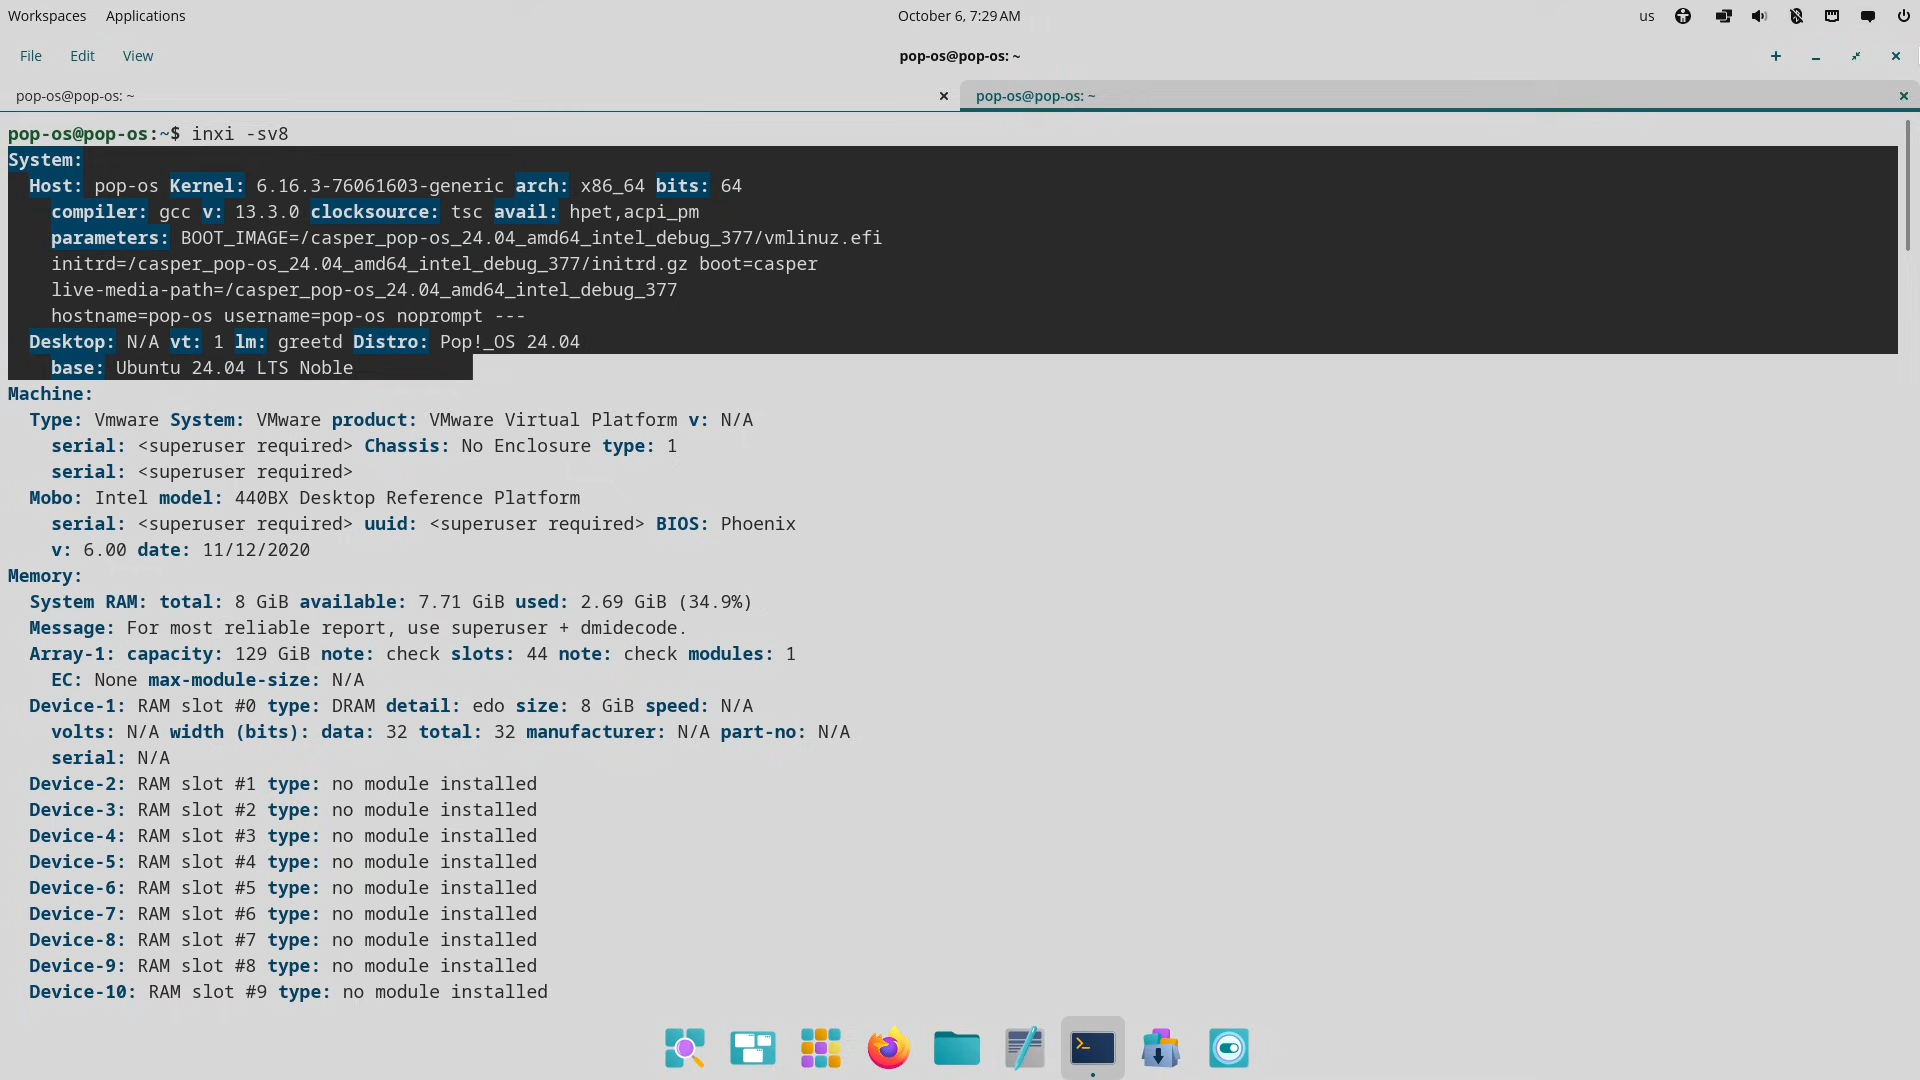 Workspaces Applications October 6, 7:29 AM us
File Edit View pop-os@pop-os: ~
pop-os@pop-os: ~ pop-os@pop-os: ~
pop-os@pop-os:~$ inxi -sv8
System:
Host: pop-os Kernel: 6.16.3-76061603-generic arch: x86_64 bits: 64
compiler: gcc v: 13.3.0 clocksource: tsc avail: hpet,acpi_pm
parameters: BOOT_IMAGE=/casper_pop-os_24.04_amd64_intel_debug_377/vmlinuz.efi
initrd=/casper_pop-os_24.04_amd64_intel_debug_377/initrd.gz boot=casper
live-media-path=/casper_pop-os_24.04_amd64_intel_debug_377
hostname=pop-os username=pop-os noprompt ---
Desktop: N/A vt: 1 lm: greetd Distro: Pop!_OS 24.04
base: Ubuntu 24.04 LTS Noble
Machine:
Type: Vmware System: VMware product: VMware Virtual Platform v: N/A
serial: <superuser required> Chassis: No Enclosure type: 1
serial: <superuser required>
Mobo: Intel model: 440BX Desktop Reference Platform
serial: <superuser required> uuid: <superuser required> BIOS: Phoenix
v: 6.00 date: 11/12/2020
Memory:
System RAM: total: 8 GiB available: 7.71 GiB used: 2.69 GiB (34.9%)
Message: For most reliable report, use superuser + dmidecode.
Array-1: capacity: 129 GiB note: check slots: 44 note: check modules: 1
EC: None max-module-size: N/A
Device-1: RAM slot #0 type: DRAM detail: edo size: 8 GiB speed: N/A
volts: N/A width (bits): data: 32 total: 32 manufacturer: N/A part-no: N/A
serial: N/A
Device-2: RAM slot #1 type: no module installed
Device-3: RAM slot #2 type: no module installed
Device-4: RAM slot #3 type: no module installed
Device-5: RAM slot #4 type: no module installed
Device-6: RAM slot #5 type: no module installed
Device-7: RAM slot #6 type: no module installed
Device-8: RAM slot #7 type: no module installed
Device-9: RAM slot #8 type: no module installed
Device-10: RAM slot #9 type: no module installed